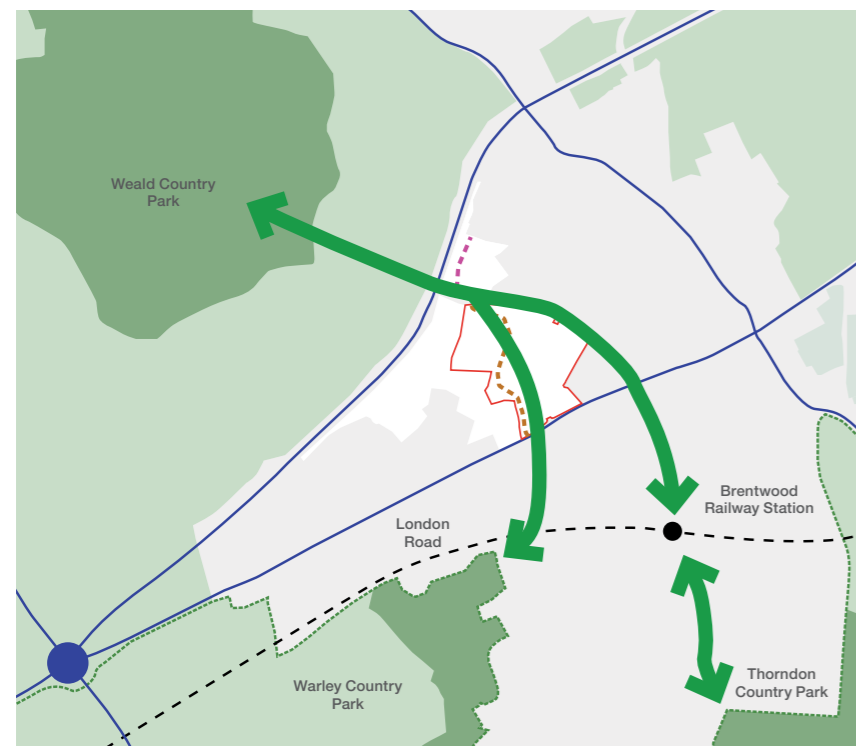 Weald Country
Park
Brentwood
Railway Station
London
Road
Warley Country
Park
Thorndon
Country Park